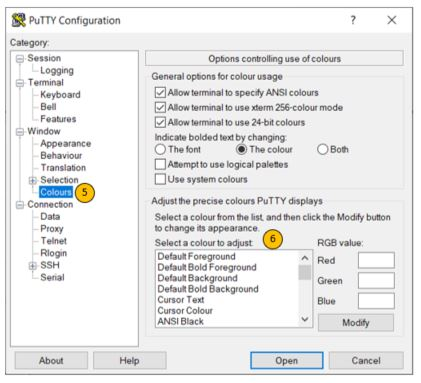 PuTTY Configuration ? ×
Category:
Session
Logging
Terminal
Keyboard
Bell
Features
Window
Appearance
Behaviour
Translation
Selection
Colours 5
Connection
Data
Proxy
Telnet
Rlogin
SSH
Serial
Options controlling use of colours
General options for colour usage
Allow terminal to specify ANSI colours
Allow terminal to use xterm 256-colour mode
Allow terminal to use 24-bit colours
Indicate bolded text by changing:
The font The colour Both
Attempt to use logical palettes
Use system colours
Adjust the precise colours PuTTY displays
Select a colour from the list, and then click the Modify button
to change its appearance.
Select a colour to adjust: 6 RGB value:
Default Foreground
Default Bold Foreground
Default Background
Default Bold Background
Cursor Text
Cursor Colour
ANSI Black
Red
Green
Blue
Modify
About Help Open Cancel